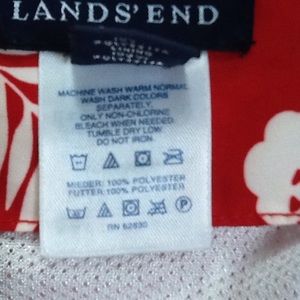 LANDS' END
MACHINE WASH WARM NORMAL
WASH DARK COLORS
SEPARATELY.
ONLY NON-CHLORINE
BLEACH WHEN NEEDED.
TUMBLE DRY LOW.
DO NOT IRON.
MIEDER: 100% POLYESTER
FUTTER: 100% POLYESTER
RN 62830